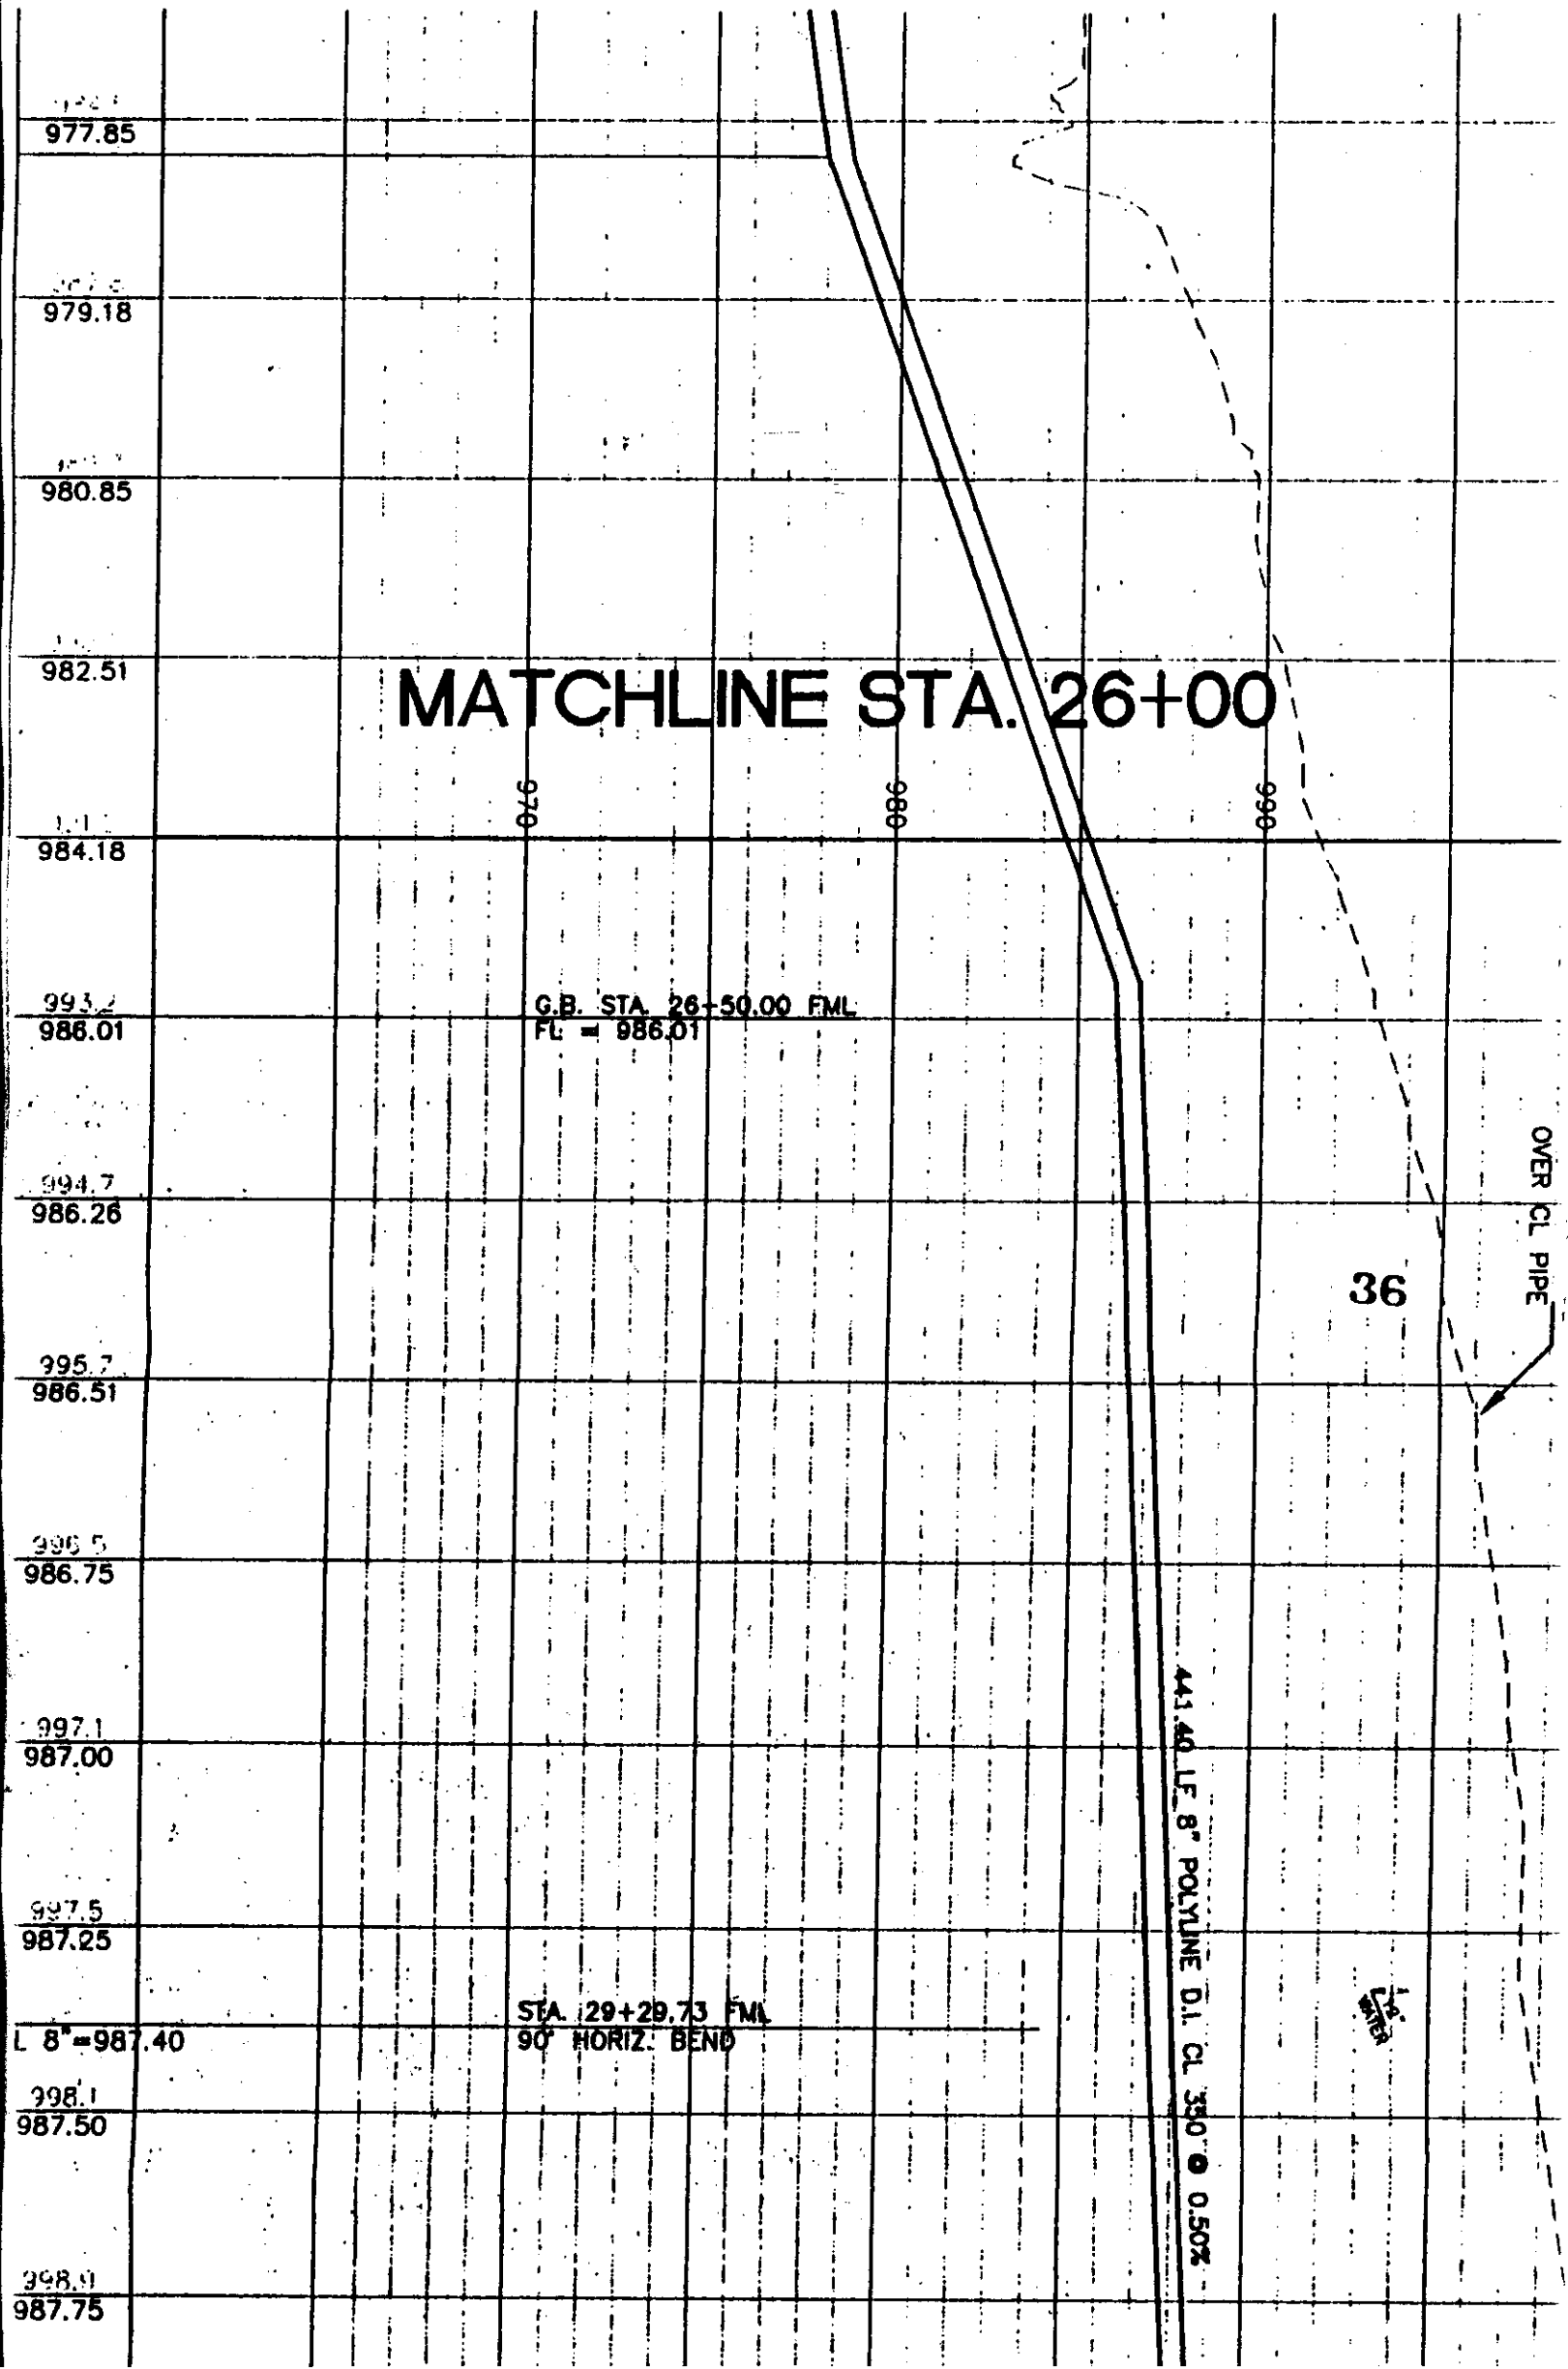 977.85
979.18
980.85
982.51
MATCHLINE STA. 26+00
970
980
990
984.18
993.2
986.01
G.B. STA. 26+50.00 FML
FL = 986.01
994.7
986.26
OVER CL PIPE
36
995.7
986.51
996.5
986.75
997.1
987.00
441.40 LF 8" POLYLINE D.I. CL 350 @ 0.50%
997.5
987.25
STA. 29+29.73 FML
90° HORIZ. BEND
L 8"=987.40
WATER
998.1
987.50
987.75